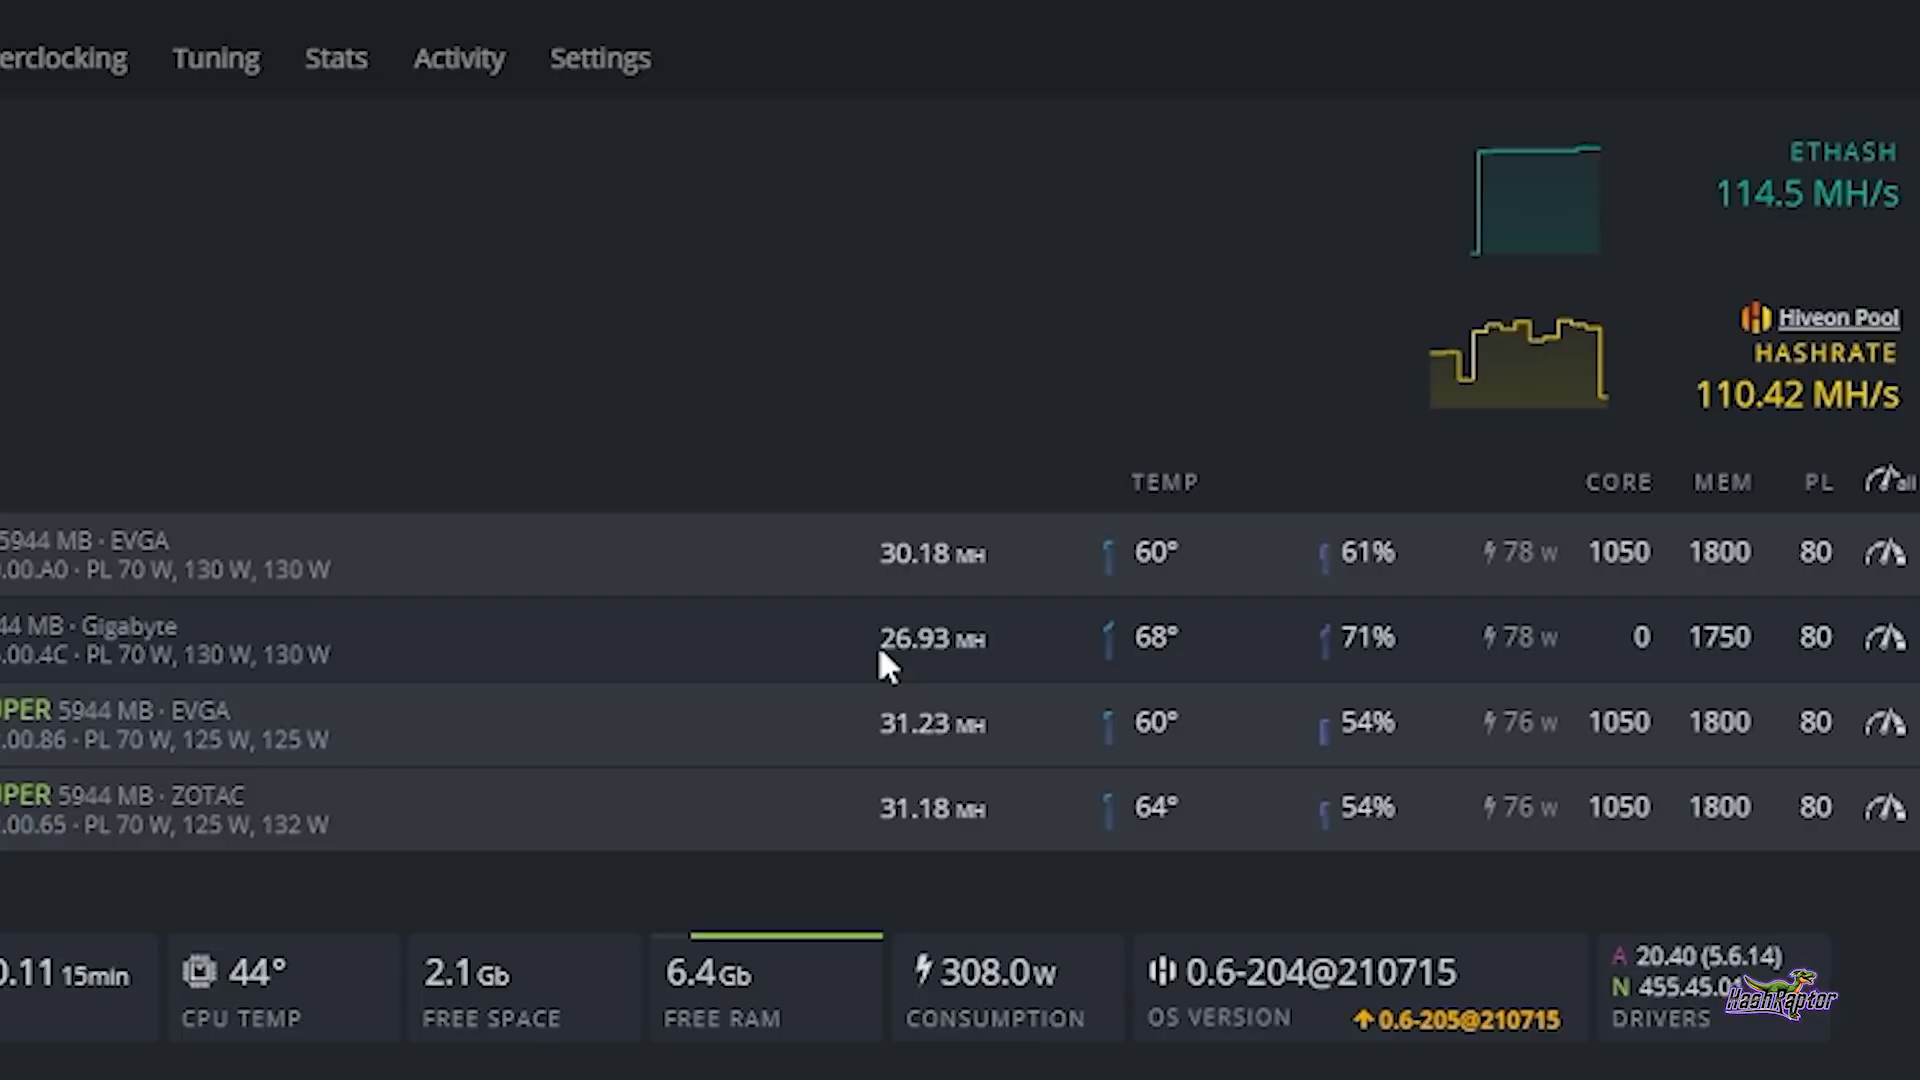 erclocking Tuning Stats Activity Settings
ETHASH
114.5 MH/s
Hiveon Pool
HASHRATE
110.42 MH/s
TEMP CORE MEM PL all
5944 MB · EVGA
.00.A0 · PL 70 W, 130 W, 130 W
30.18 MH 60° 61% 78 W 1050 1800 80
44 MB · Gigabyte
.00.4C · PL 70 W, 130 W, 130 W
26.93 MH 68° 71% 78 W 0 1750 80
UPER 5944 MB · EVGA
.00.86 · PL 70 W, 125 W, 125 W
31.23 MH 60° 54% 76 W 1050 1800 80
UPER 5944 MB · ZOTAC
.00.65 · PL 70 W, 125 W, 132 W
31.18 MH 64° 54% 76 W 1050 1800 80
0.11 15min
44°
CPU TEMP
2.1 Gb
FREE SPACE
6.4 Gb
FREE RAM
308.0 W
CONSUMPTION
0.6-204@210715
OS VERSION 0.6-205@210715
A 20.40 (5.6.14)
N 455.45.0
DRIVERS
HashRaptor